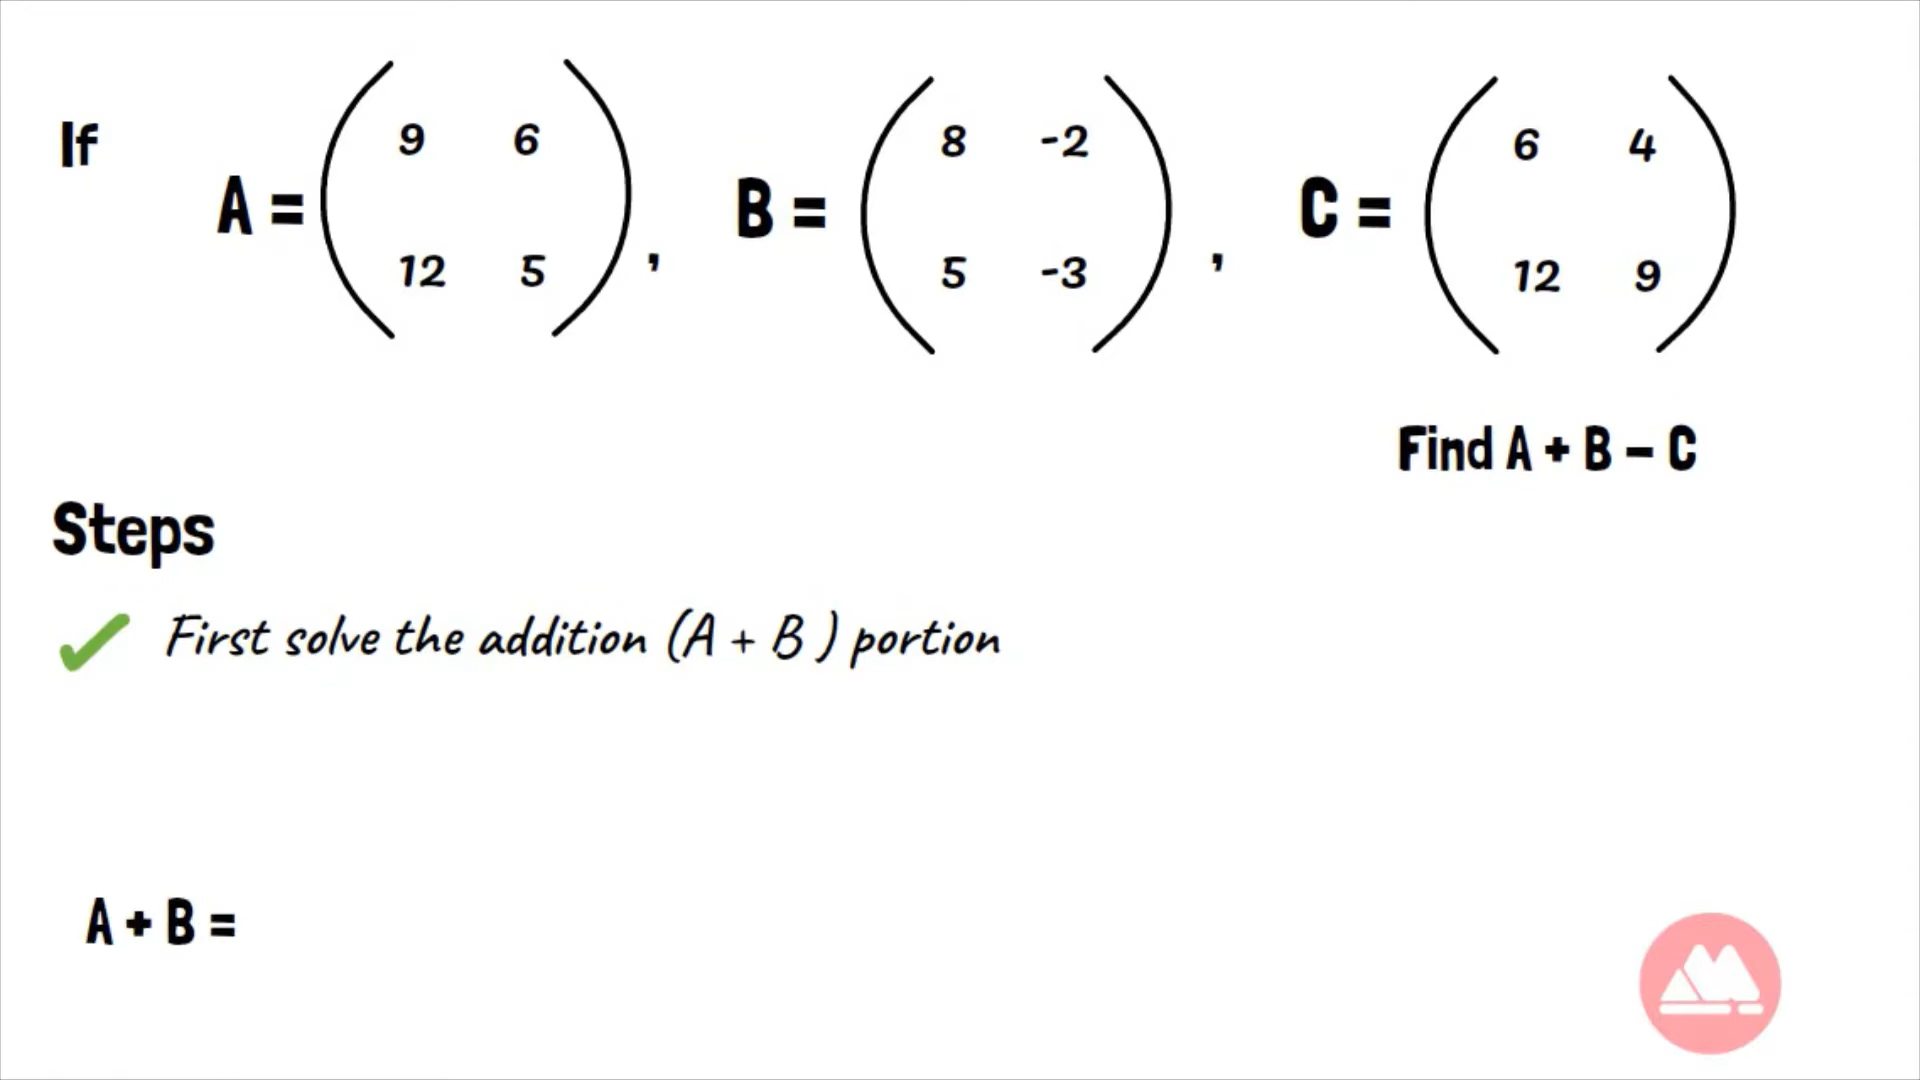 If
A = ( 9 6
12 5 ) , B = ( 8 -2
5 -3 ) , C = ( 6 4
12 9 )
Find A + B – C
Steps
First solve the addition (A + B ) portion
A + B =